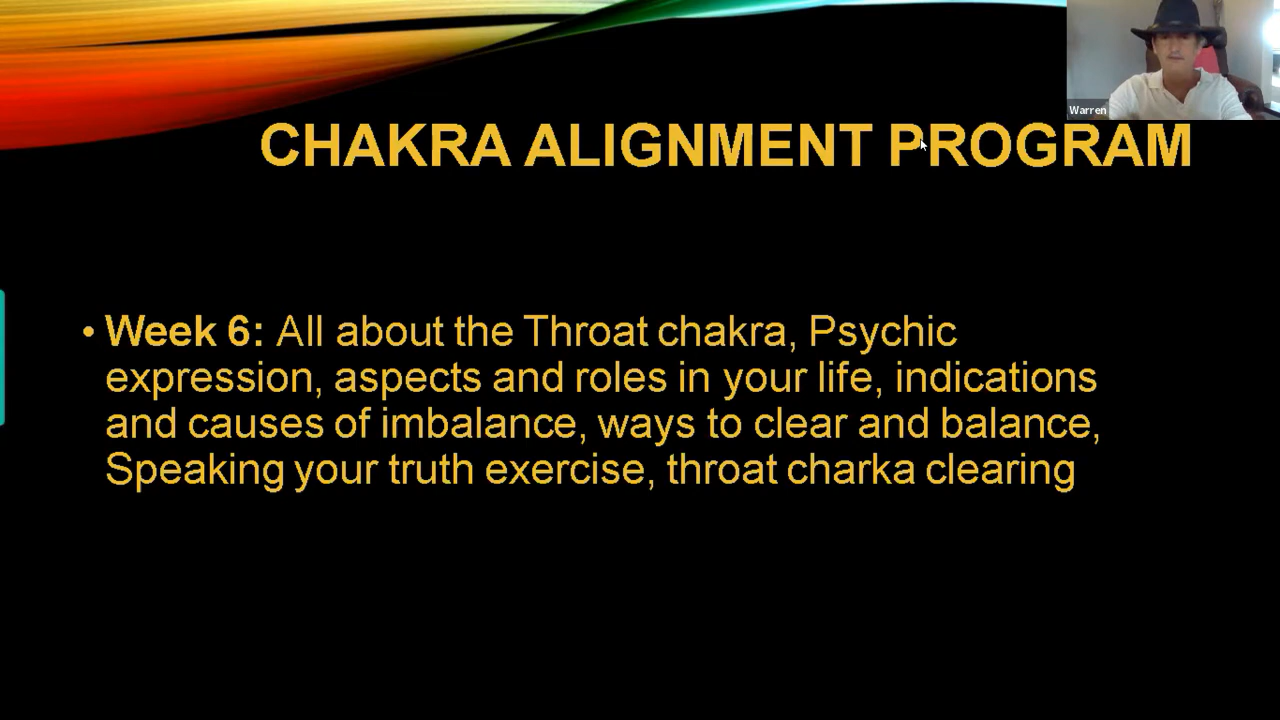 Warren
CHAKRA ALIGNMENT PROGRAM
• Week 6: All about the Throat chakra, Psychic
expression, aspects and roles in your life, indications
and causes of imbalance, ways to clear and balance,
Speaking your truth exercise, throat charka clearing